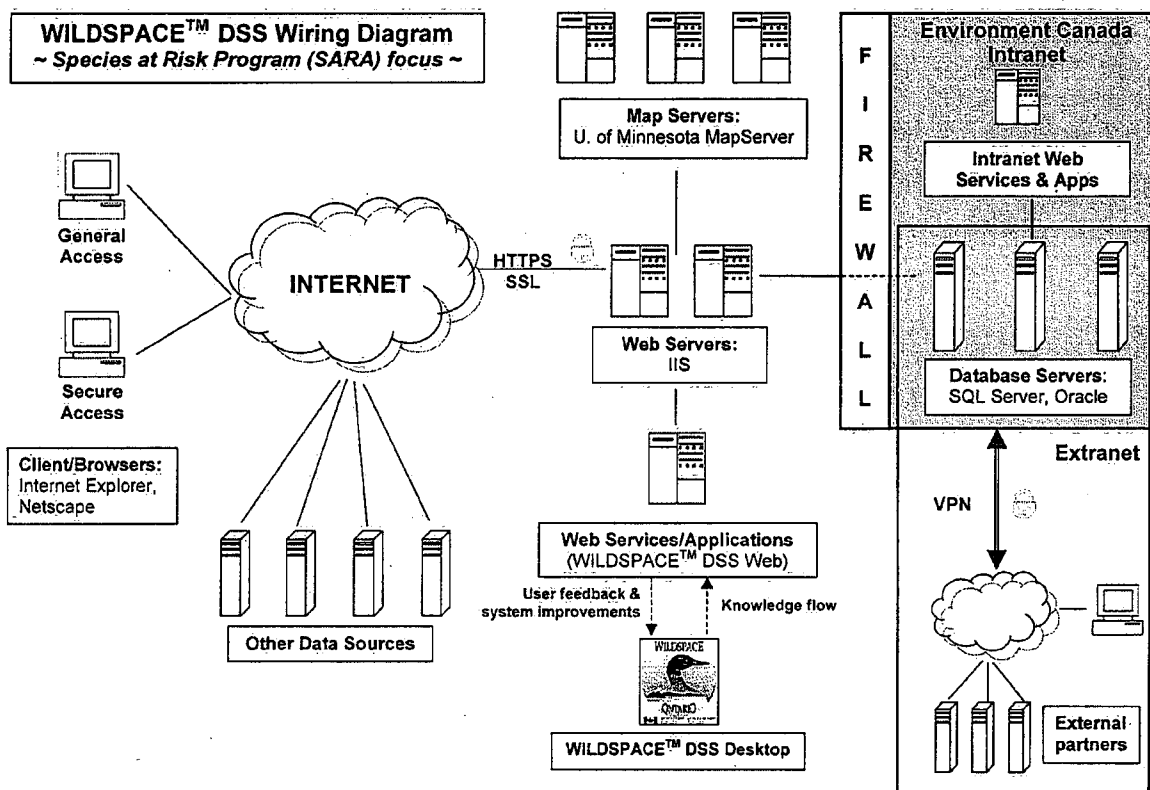 WILDSPACE™ DSS Wiring Diagram
~ Species at Risk Program (SARA) focus ~
Map Servers:
U. of Minnesota MapServer
F
I
R
E
W
A
L
L
Environment Canada
Intranet
Intranet Web
Services & Apps
General
Access
INTERNET
HTTPS
SSL
Web Servers:
IIS
Database Servers:
SQL Server, Oracle
Secure
Access
Client/Browsers:
Internet Explorer,
Netscape
Other Data Sources
Web Services/Applications
(WILDSPACE™ DSS Web)
User feedback &
system improvements
Knowledge flow
WILDSPACE
ONTARIO
WILDSPACE™ DSS Desktop
Extranet
VPN
External
partners